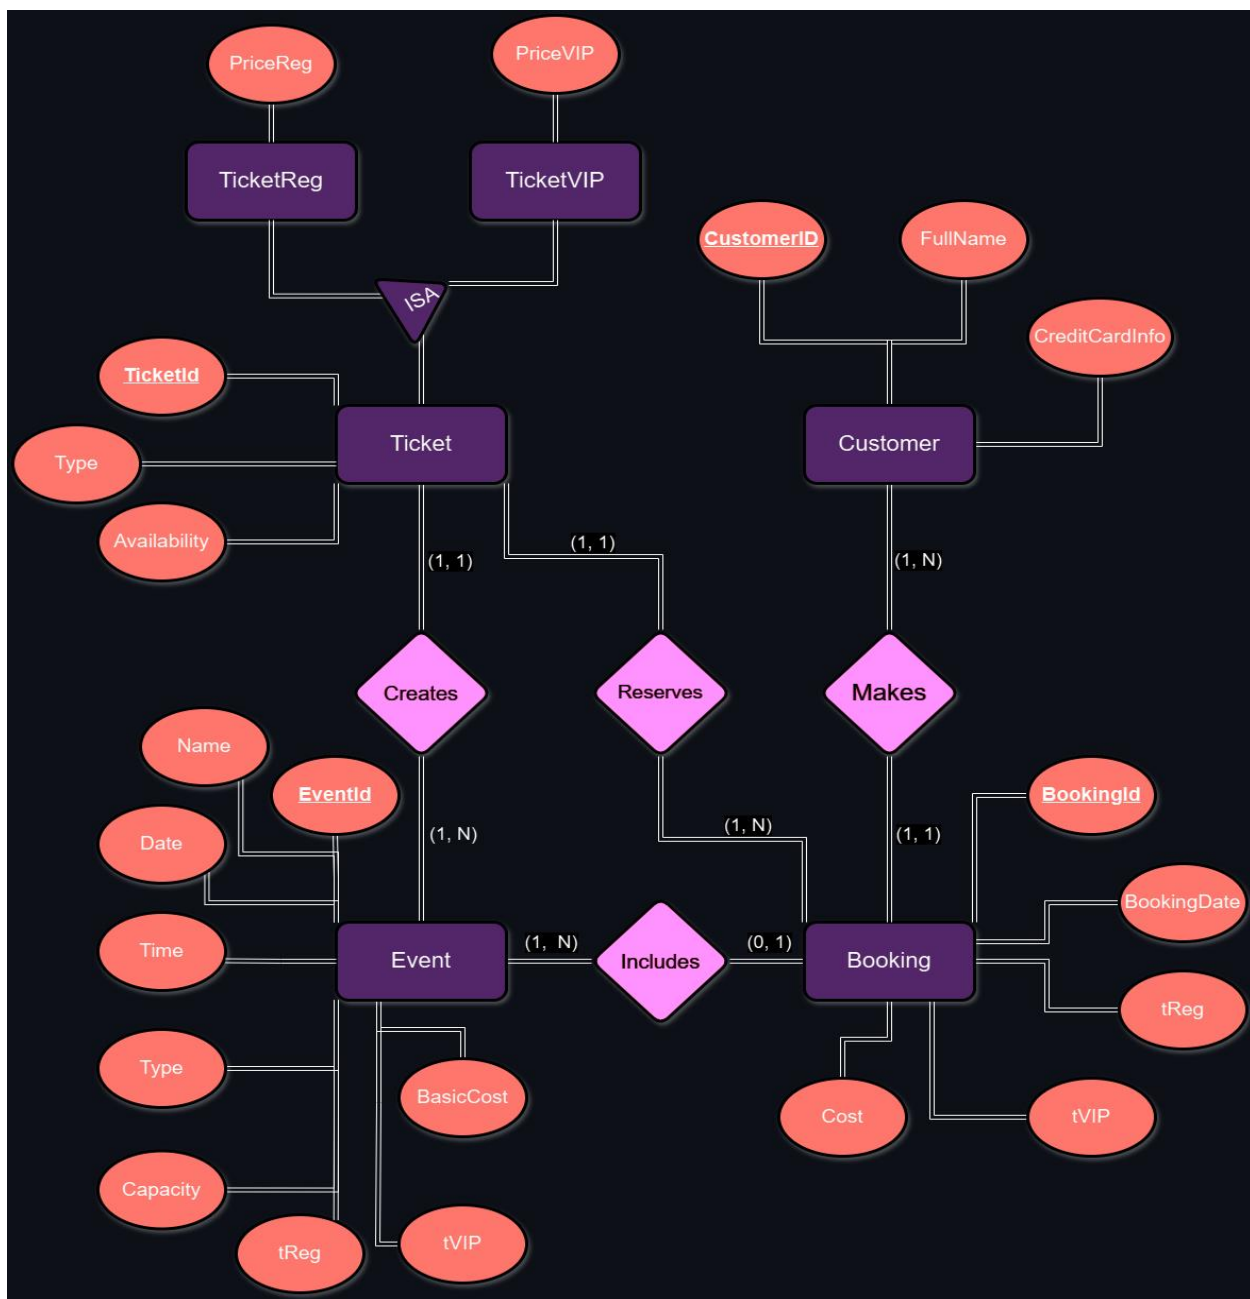 PriceReg
PriceVIP
TicketReg
TicketVIP
CustomerID
FullName
ISA
CreditCardInfo
TicketId
Ticket
Customer
Type
Availability
(1, 1)
(1, 1)
(1, N)
Creates
Reserves
Makes
Name
EventId
BookingId
Date
(1, N)
(1, N)
(1, 1)
BookingDate
Time
Event
(1, N)
Includes
(0, 1)
Booking
tReg
Type
BasicCost
Cost
tVIP
Capacity
tReg
tVIP